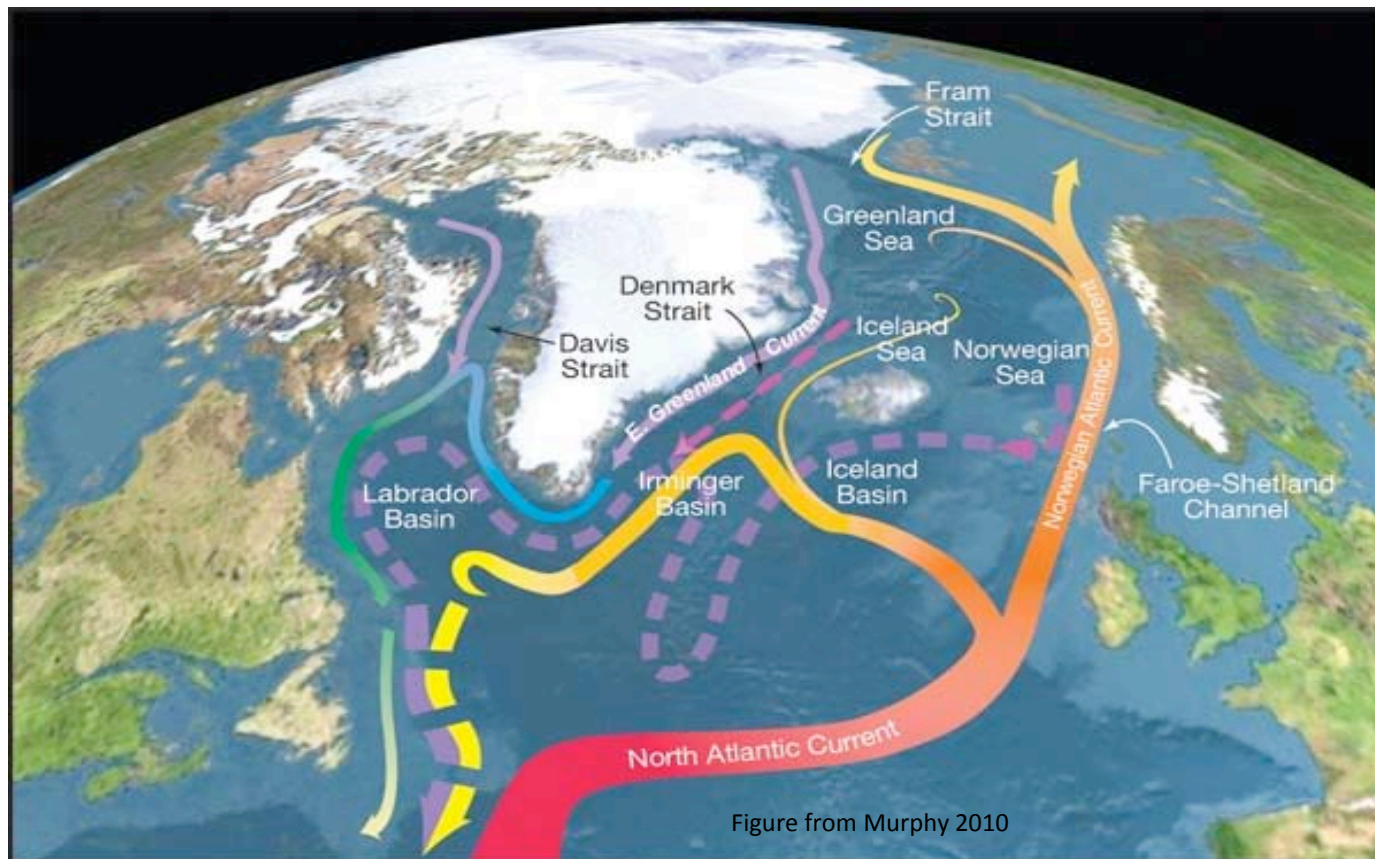 Fram
Strait
Greenland
Sea
Denmark
Strait
Iceland
Sea
Norwegian
Sea
Davis
Strait
E. Greenland Current
Norwegian Atlantic Current
Labrador
Basin
Irminger
Basin
Iceland
Basin
Faroe-Shetland
Channel
North Atlantic Current
Figure from Murphy 2010